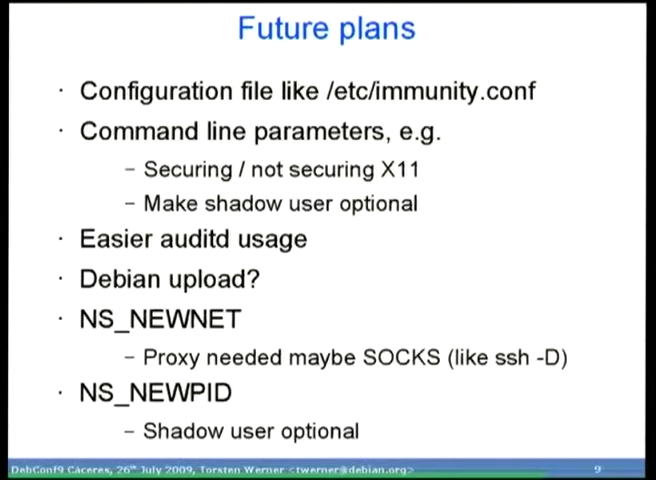 Future plans
· Configuration file like /etc/immunity.conf
· Command line parameters, e.g.
– Securing / not securing X11
– Make shadow user optional
· Easier auditd usage
· Debian upload?
· NS_NEWNET
– Proxy needed maybe SOCKS (like ssh -D)
· NS_NEWPID
– Shadow user optional
DebConf9 Cáceres, 26th July 2009, Torsten Werner <twerner@debian.org> 9